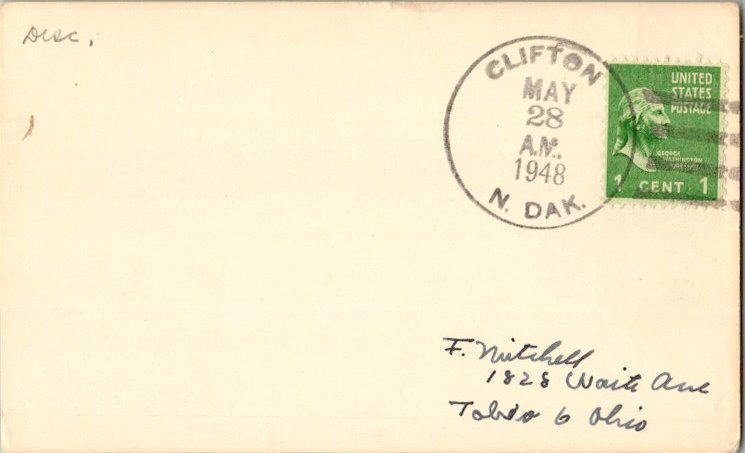 Disc.
CLIFTON
MAY
28
A.M.
1948
N. DAK.
UNITED
STATES
POSTAGE
GEORGE
WASHINGTON
1 CENT 1
F. Mitchell
1828 Waite Ave
Toledo 6 Ohio